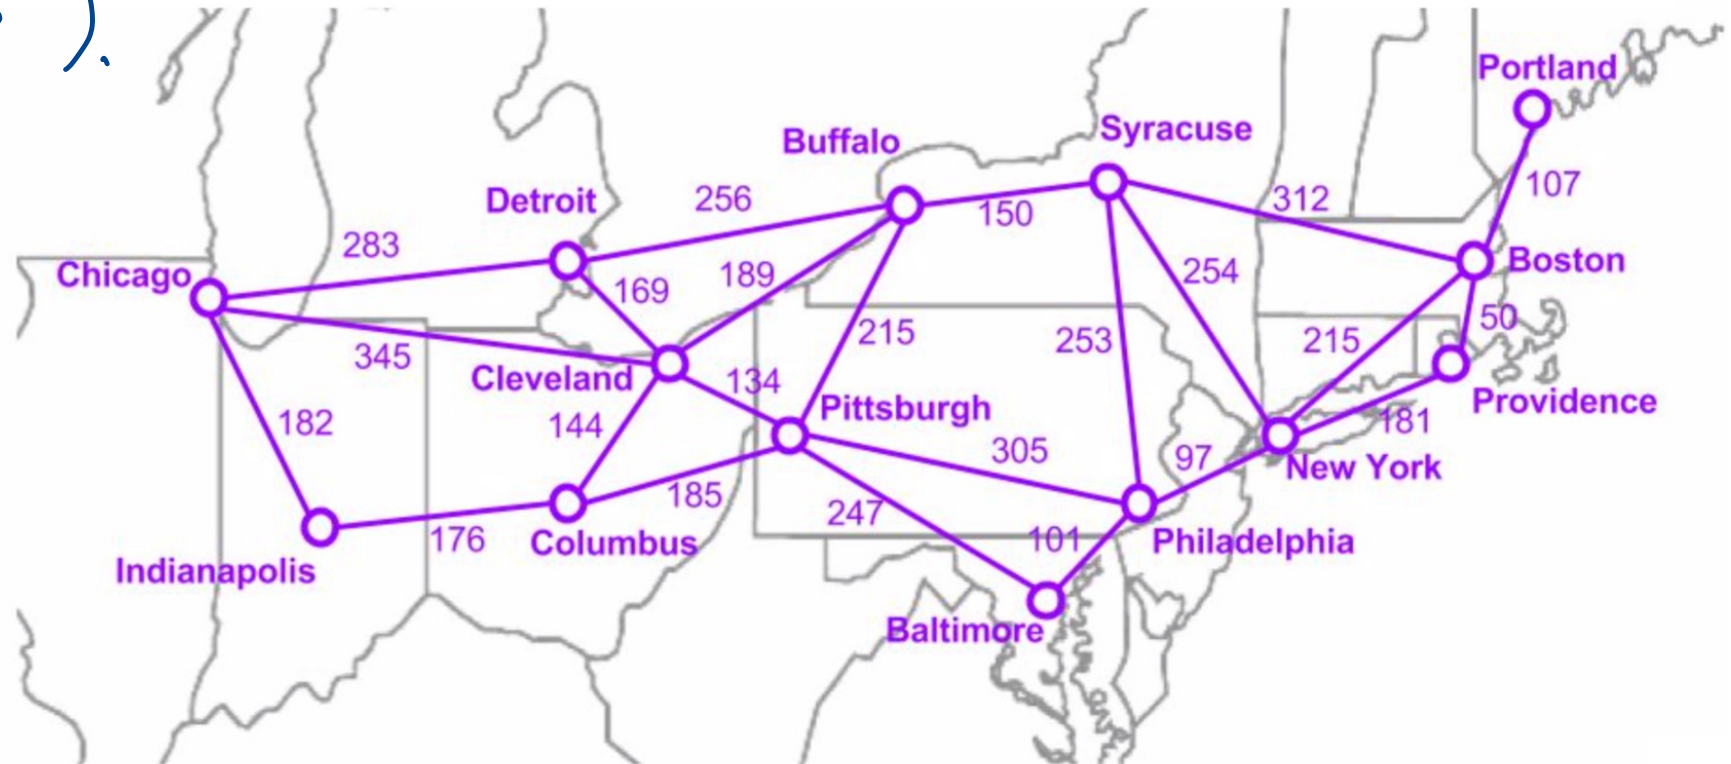 ).
Portland
Buffalo
Syracuse
107
Detroit
256
312
150
283
Chicago
Boston
169
189
254
50
215
253
215
345
Cleveland
134
Pittsburgh
Providence
182
144
305
181
97
New York
185
247
176
Columbus
101
Philadelphia
Indianapolis
Baltimore